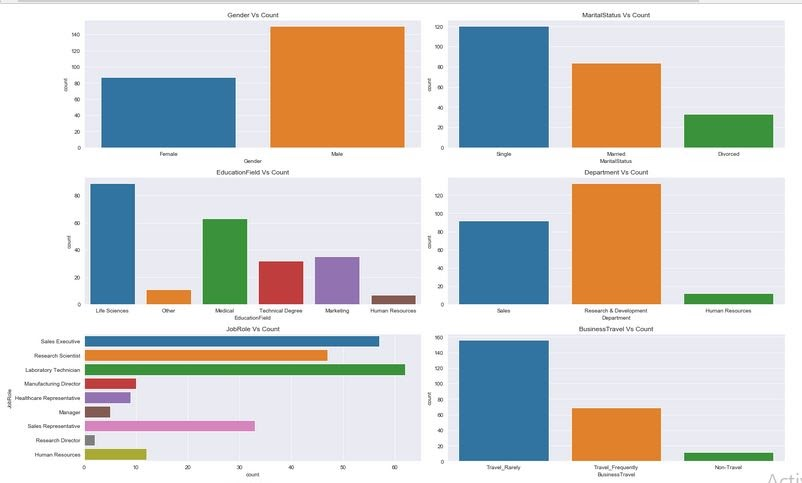 Gender Vs Count
count
140
120
100
80
60
40
20
0
Female Male
Gender
MaritalStatus Vs Count
count
120
100
80
60
40
20
0
Single Married Divorced
MaritalStatus
EducationField Vs Count
count
80
60
40
20
0
Life Sciences Other Medical Technical Degree Marketing Human Resources
EducationField
Department Vs Count
count
120
100
80
60
40
20
0
Sales Research & Development Human Resources
Department
JobRole Vs Count
JobRole
Sales Executive
Research Scientist
Laboratory Technician
Manufacturing Director
Healthcare Representative
Manager
Sales Representative
Research Director
Human Resources
0 10 20 30 40 50 60
count
BusinessTravel Vs Count
count
160
140
120
100
80
60
40
20
0
Travel_Rarely Travel_Frequently Non-Travel
BusinessTravel